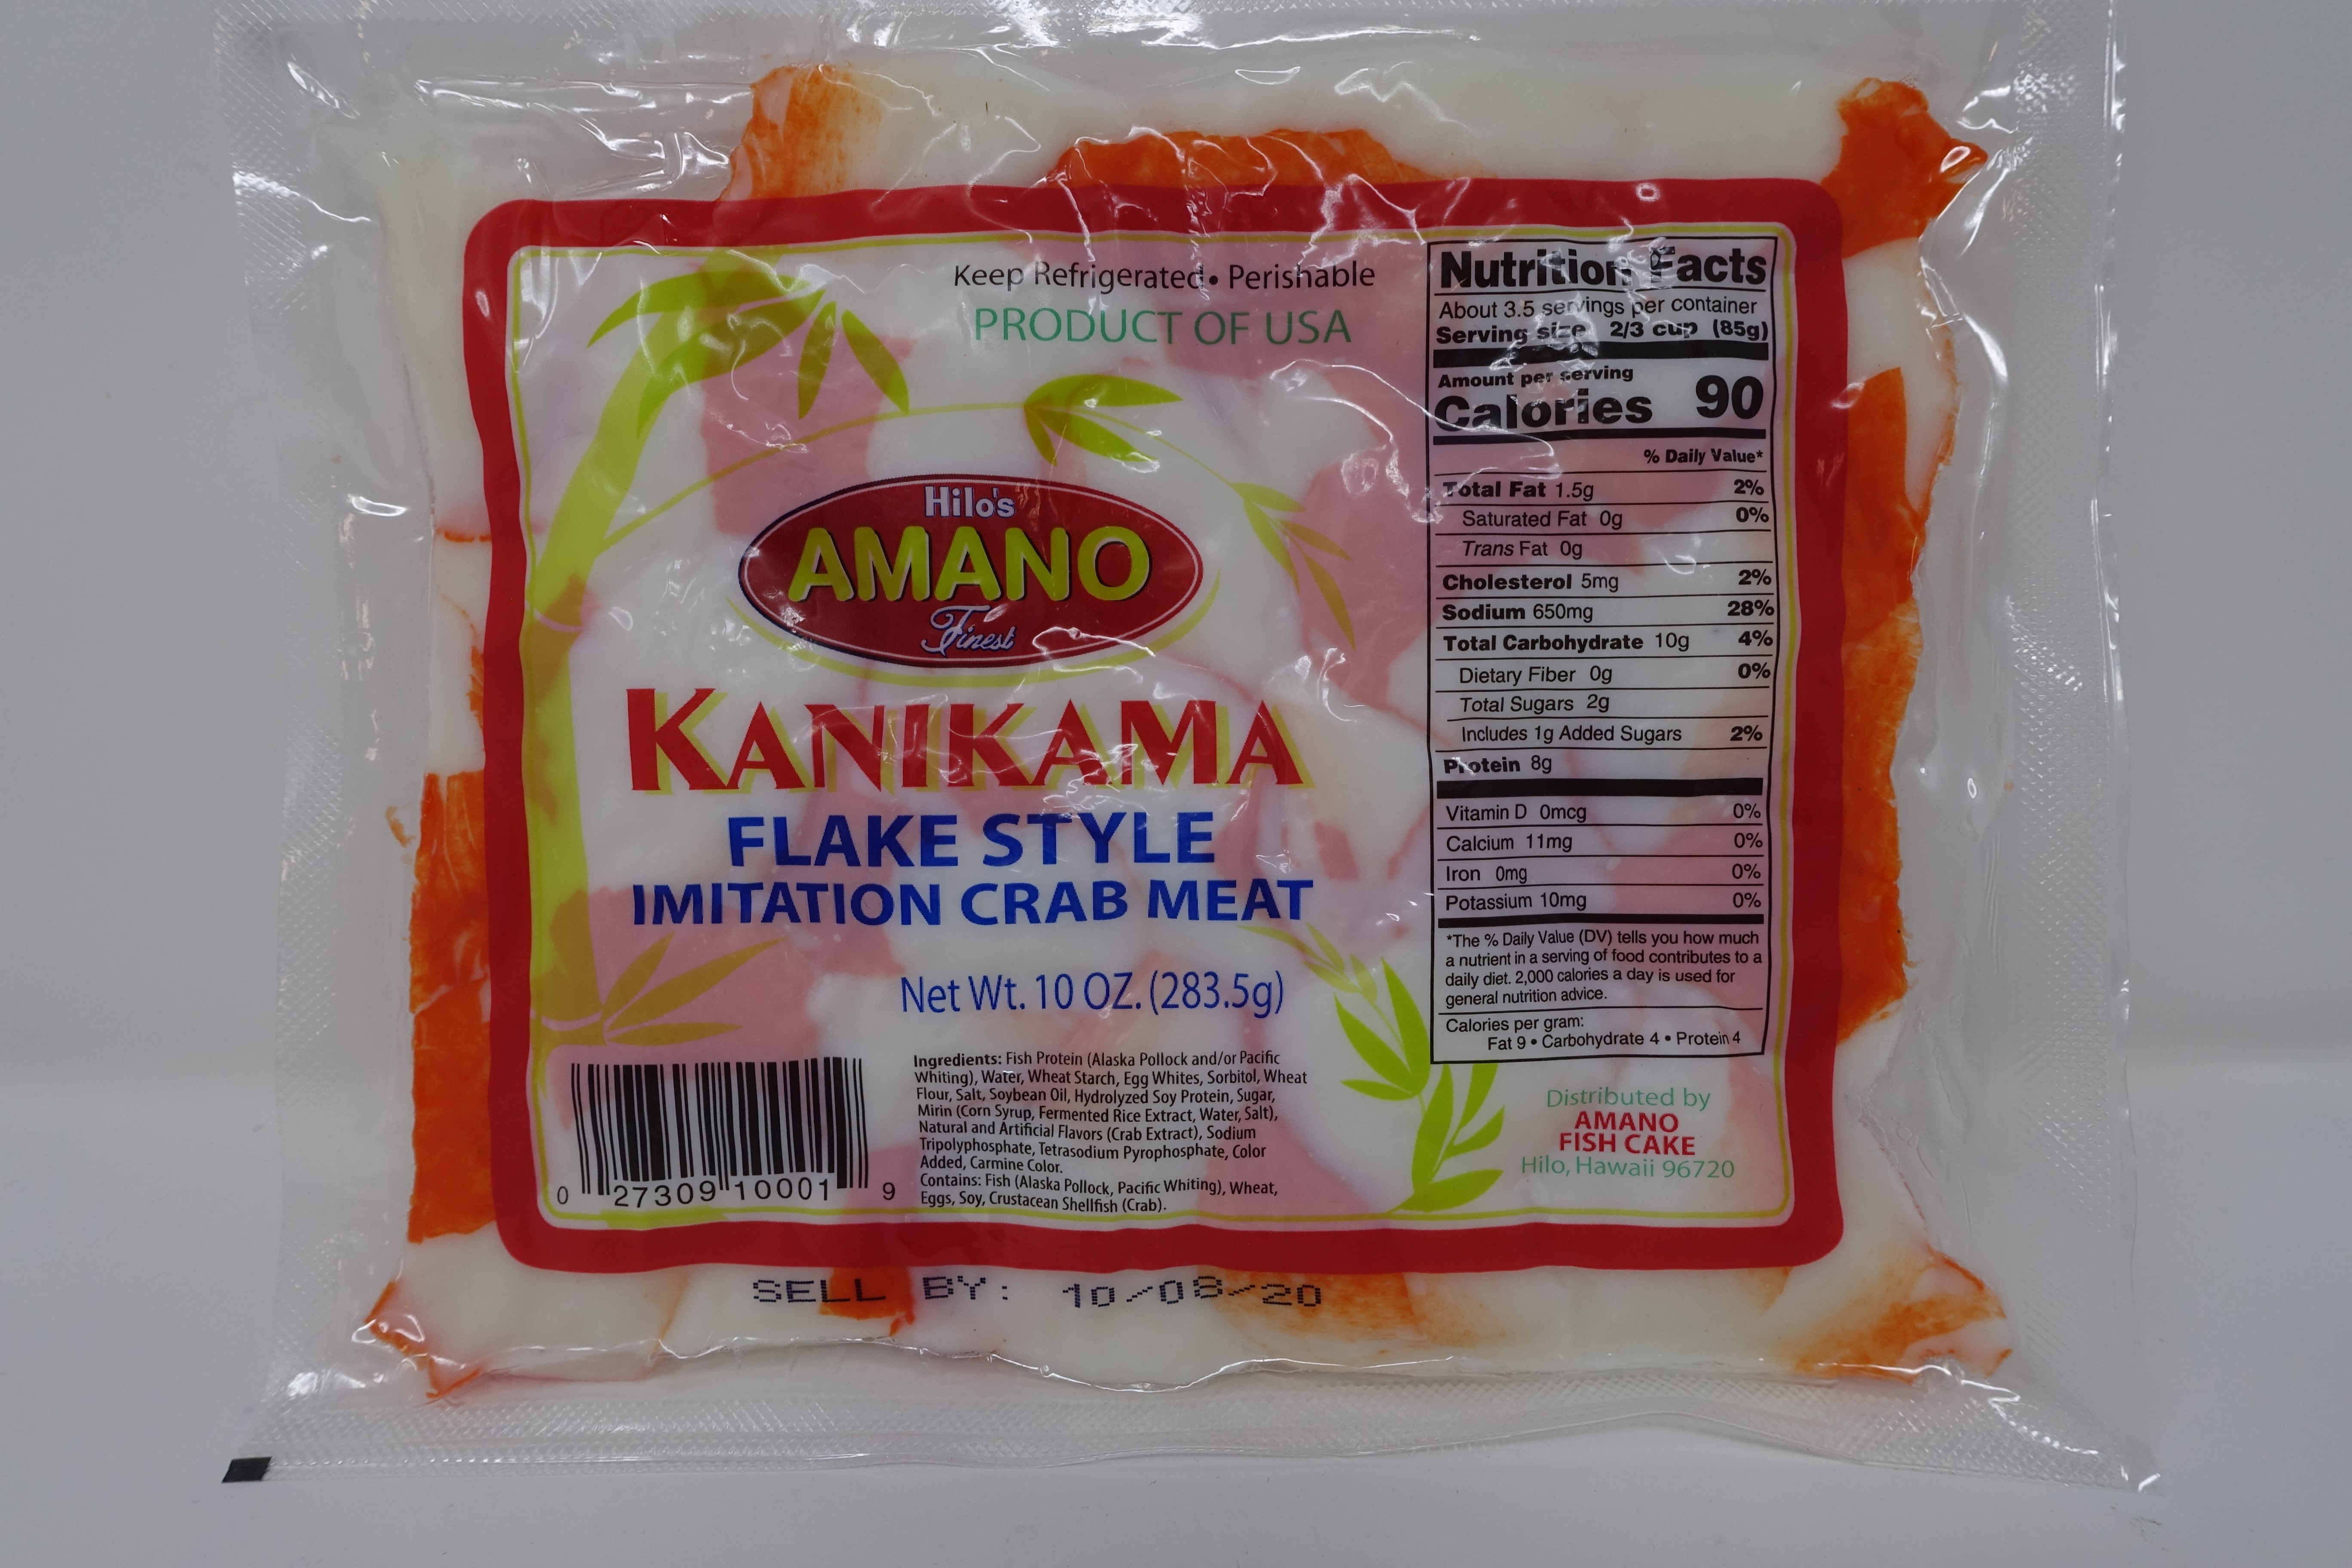 Keep Refrigerated • Perishable
PRODUCT OF USA
Hilo's
AMANO
Finest
KANIKAMA
FLAKE STYLE
IMITATION CRAB MEAT
Net Wt. 10 OZ. (283.5g)
0 27309 10001 9
Ingredients: Fish Protein (Alaska Pollock and/or Pacific
Whiting), Water, Wheat Starch, Egg Whites, Sorbitol, Wheat
Flour, Salt, Soybean Oil, Hydrolyzed Soy Protein, Sugar,
Mirin (Corn Syrup, Fermented Rice Extract, Water, Salt),
Natural and Artificial Flavors (Crab Extract), Sodium
Tripolyphosphate, Tetrasodium Pyrophosphate, Color
Added, Carmine Color.
Contains: Fish (Alaska Pollock, Pacific Whiting), Wheat,
Eggs, Soy, Crustacean Shellfish (Crab).
Nutrition Facts
About 3.5 servings per container
Serving size 2/3 cup (85g)
Amount per serving
Calories 90
% Daily Value*
Total Fat 1.5g 2%
Saturated Fat 0g 0%
Trans Fat 0g
Cholesterol 5mg 2%
Sodium 650mg 28%
Total Carbohydrate 10g 4%
Dietary Fiber 0g 0%
Total Sugars 2g
Includes 1g Added Sugars 2%
Protein 8g
Vitamin D 0mcg 0%
Calcium 11mg 0%
Iron 0mg 0%
Potassium 10mg 0%
*The % Daily Value (DV) tells you how much
a nutrient in a serving of food contributes to a
daily diet. 2,000 calories a day is used for
general nutrition advice.
Calories per gram:
Fat 9 • Carbohydrate 4 • Protein 4
Distributed by
AMANO
FISH CAKE
Hilo, Hawaii 96720
SELL BY: 10/08/20